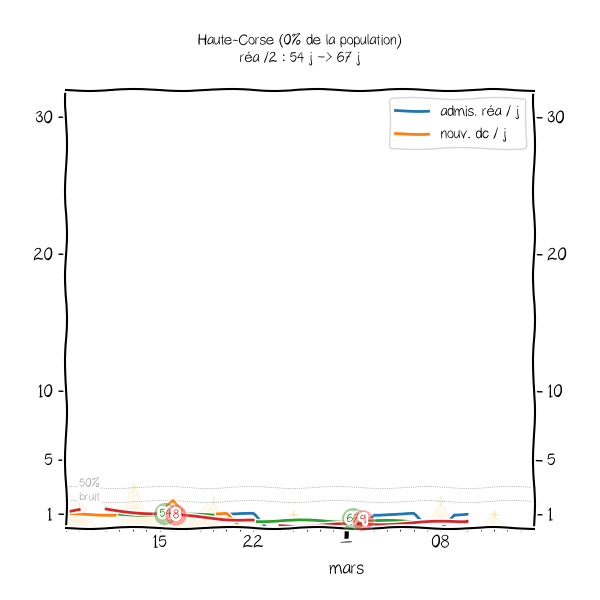 Haute-Corse (0% de la population)
réa /2 : 54 j -> 67 j
admis. réa / j
nouv. dc / j
30 30
20 20
10 10
5 5
50%
bruit
1 1
15 22 1 08
mars